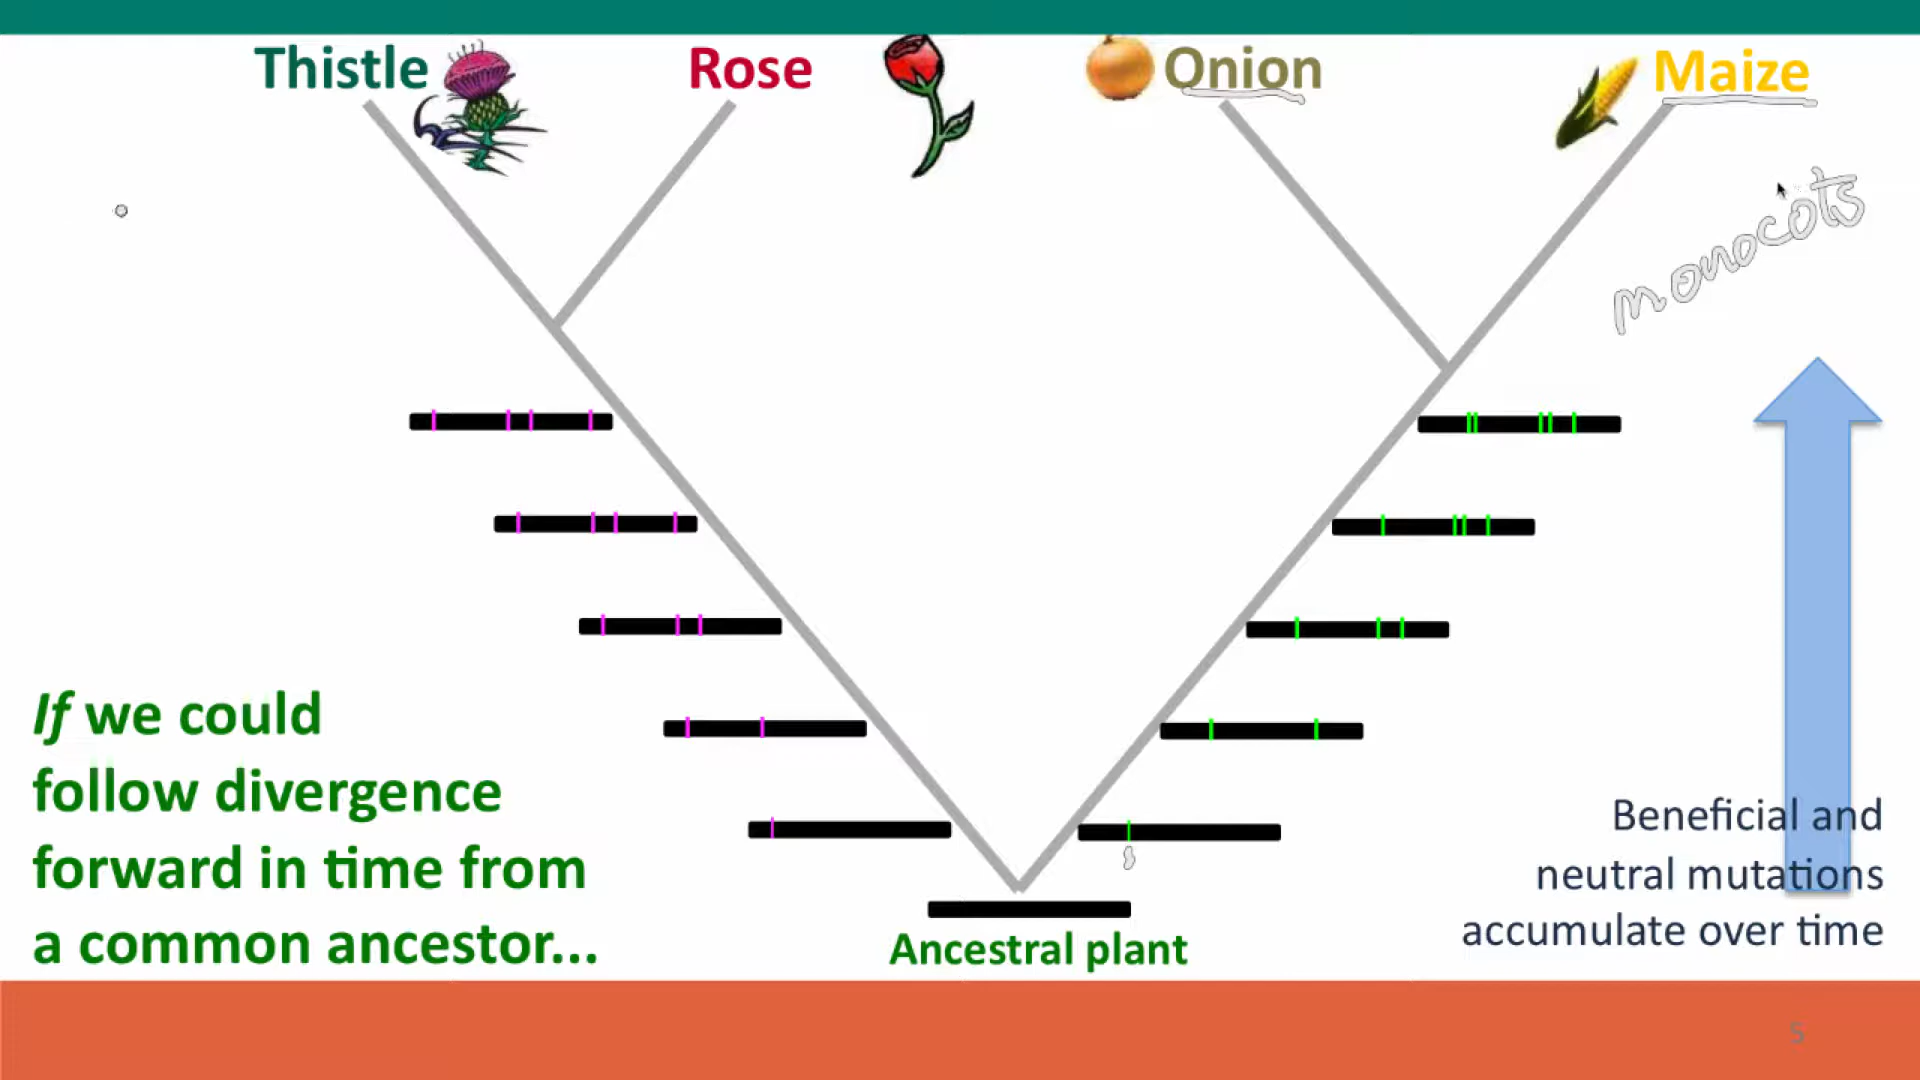 Thistle
Rose
Onion
Maize
monocots
If we could
follow divergence
forward in time from
a common ancestor...
Ancestral plant
Beneficial and
neutral mutations
accumulate over time
5